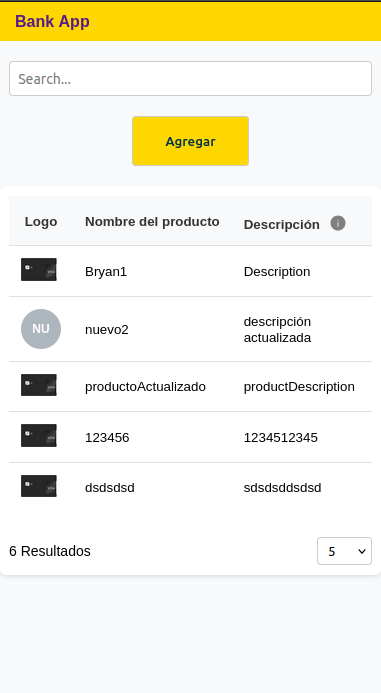 Bank App
Search...
Agregar
Logo Nombre del producto Descripción i
Bryan1 Description
NU nuevo2 descripción
actualizada
productoActualizado productDescription
123456 1234512345
dsdsdsd sdsdsddsdsd
6 Resultados 5